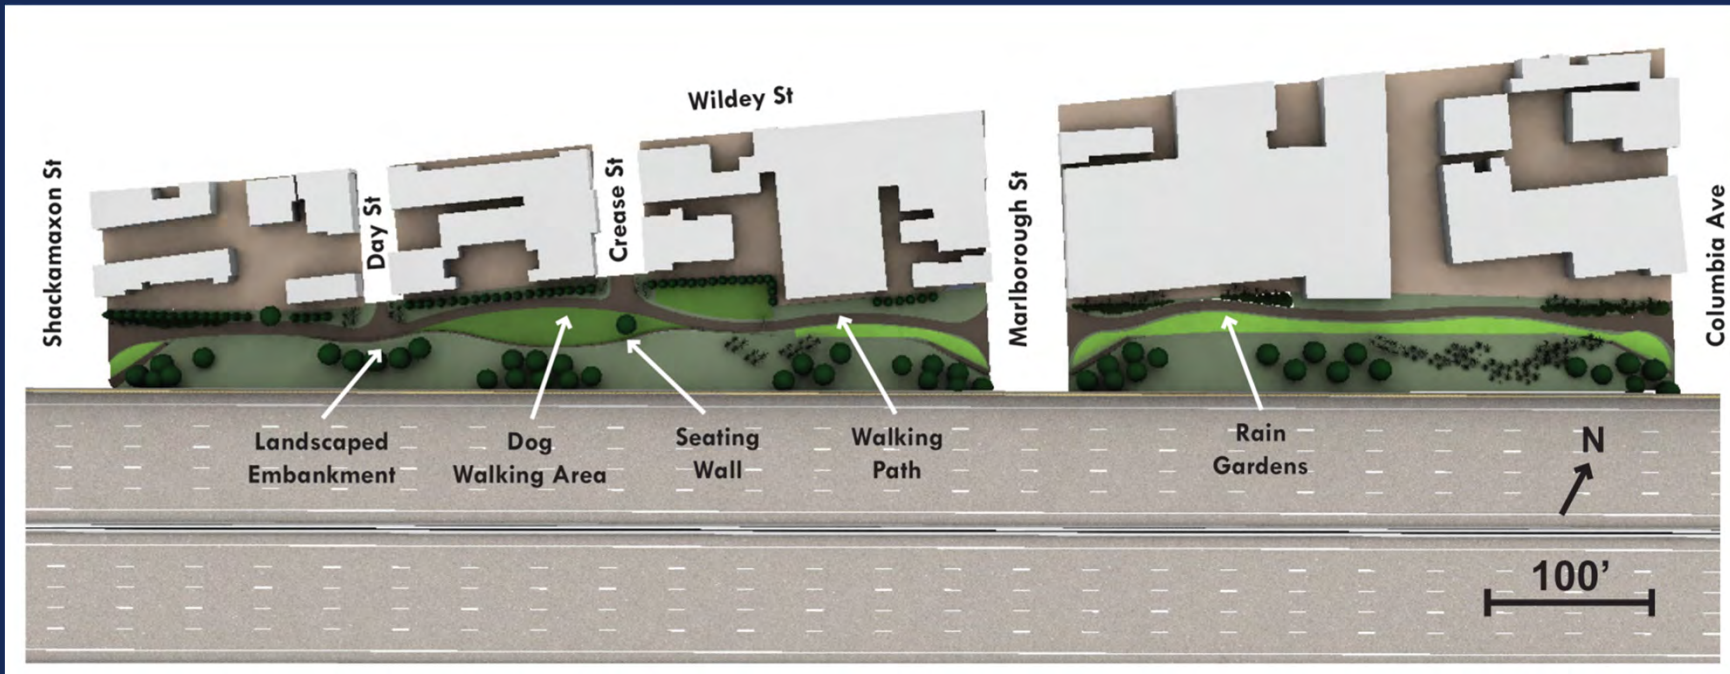 Wildey St
Shackamaxon St
Day St
Crease St
Marlborough St
Columbia Ave
Landscaped
Embankment
Dog
Walking Area
Seating
Wall
Walking
Path
Rain
Gardens
N
100’